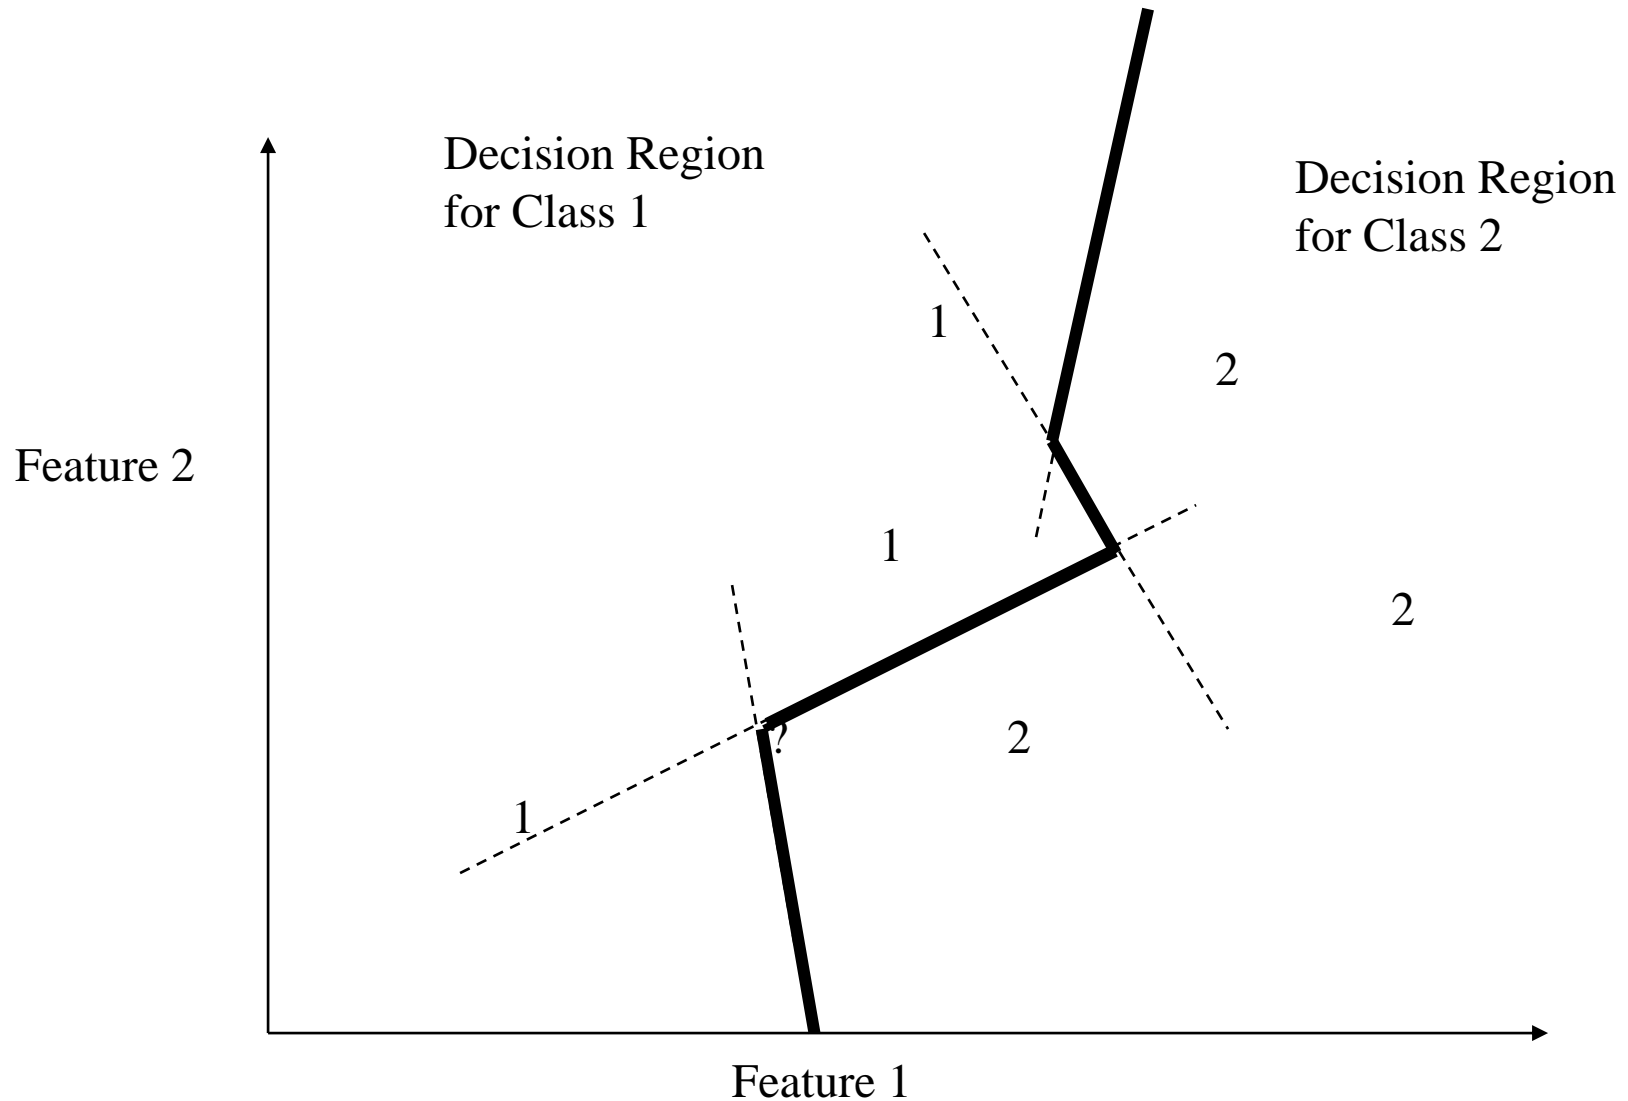 Decision Region
for Class 1
Decision Region
for Class 2
1
2
Feature 2
1
2
?
2
1
Feature 1